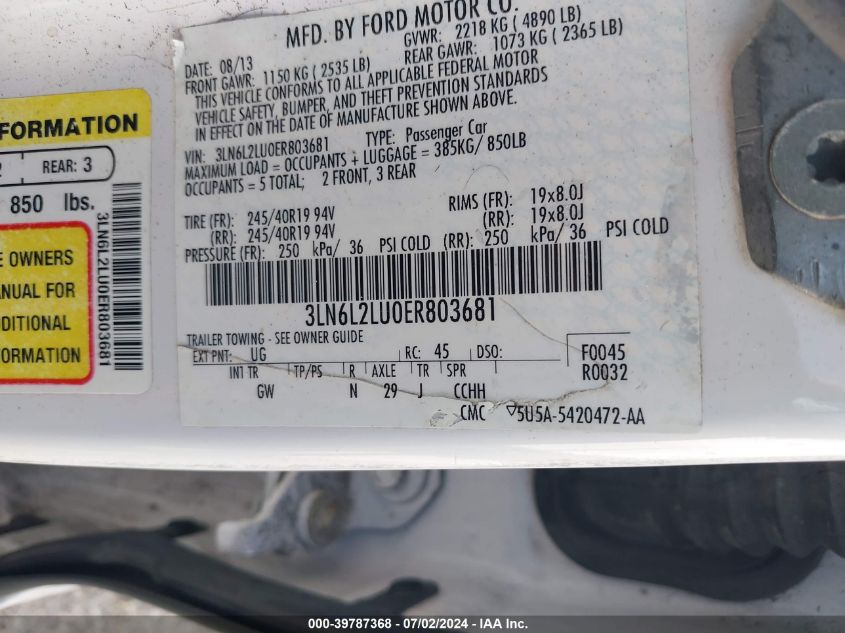 MFD. BY FORD MOTOR CO.
DATE: 08/13 GVWR: 2218 KG ( 4890 LB)
FRONT GAWR: 1150 KG ( 2535 LB) REAR GAWR: 1073 KG ( 2365 LB)
THIS VEHICLE CONFORMS TO ALL APPLICABLE FEDERAL MOTOR
VEHICLE SAFETY, BUMPER, AND THEFT PREVENTION STANDARDS
IN EFFECT ON THE DATE OF MANUFACTURE SHOWN ABOVE.
VIN: 3LN6L2LU0ER803681 TYPE: Passenger Car
MAXIMUM LOAD = OCCUPANTS + LUGGAGE = 385KG/ 850LB
OCCUPANTS = 5 TOTAL; 2 FRONT, 3 REAR
TIRE (FR): 245/40R19 94V RIMS (FR): 19x8.0J
(RR): 245/40R19 94V (RR): 19x8.0J
PRESSURE (FR): 250 kPa/ 36 PSI COLD (RR): 250 kPa/ 36 PSI COLD
3LN6L2LU0ER803681
TRAILER TOWING - SEE OWNER GUIDE
EXT PNT: UG RC: 45 DSO: F0045
R0032
INT TR TP/PS R AXLE TR SPR
GW N 29 J CCHH
CMC ▽5U5A-5420472-AA
FORMATION
2 REAR: 3
850 lbs.
E OWNERS
ANUAL FOR
DITIONAL
FORMATION
3LN6L2LU0ER803681
000-39787368 - 07/02/2024 - IAA Inc.